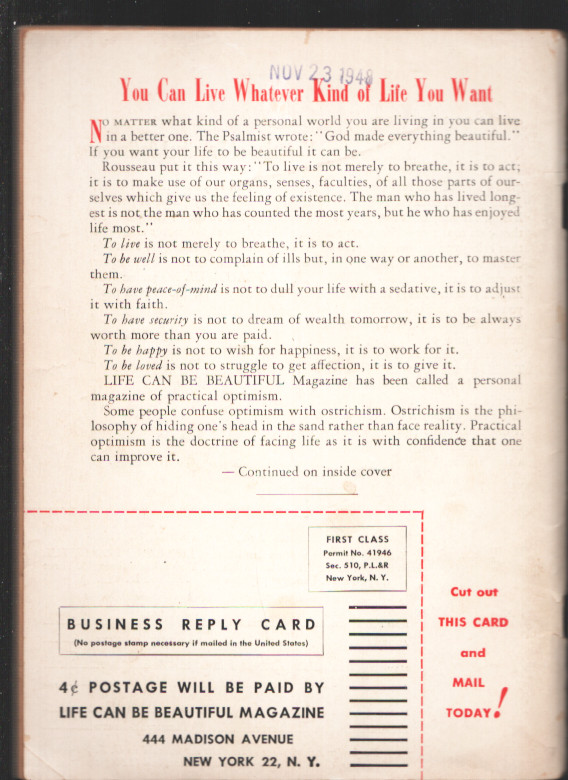 NOV 23 1948
You Can Live Whatever Kind of Life You Want
NO MATTER what kind of a personal world you are living in you can live
in a better one. The Psalmist wrote: "God made everything beautiful."
If you want your life to be beautiful it can be.
Rousseau put it this way: "To live is not merely to breathe, it is to act;
it is to make use of our organs, senses, faculties, of all those parts of our-
selves which give us the feeling of existence. The man who has lived long-
est is not the man who has counted the most years, but he who has enjoyed
life most."
To live is not merely to breathe, it is to act.
To be well is not to complain of ills but, in one way or another, to master
them.
To have peace-of-mind is not to dull your life with a sedative, it is to adjust
it with faith.
To have security is not to dream of wealth tomorrow, it is to be always
worth more than you are paid.
To be happy is not to wish for happiness, it is to work for it.
To be loved is not to struggle to get affection, it is to give it.
LIFE CAN BE BEAUTIFUL Magazine has been called a personal
magazine of practical optimism.
Some people confuse optimism with ostrichism. Ostrichism is the phi-
losophy of hiding one's head in the sand rather than face reality. Practical
optimism is the doctrine of facing life as it is with confidence that one
can improve it.
— Continued on inside cover
FIRST CLASS
Permit No. 41946
Sec. 510, P.L.&R
New York, N. Y.
BUSINESS REPLY CARD
(No postage stamp necessary if mailed in the United States)
4¢ POSTAGE WILL BE PAID BY
LIFE CAN BE BEAUTIFUL MAGAZINE
444 MADISON AVENUE
NEW YORK 22, N. Y.
Cut out
THIS CARD
and
MAIL
TODAY!